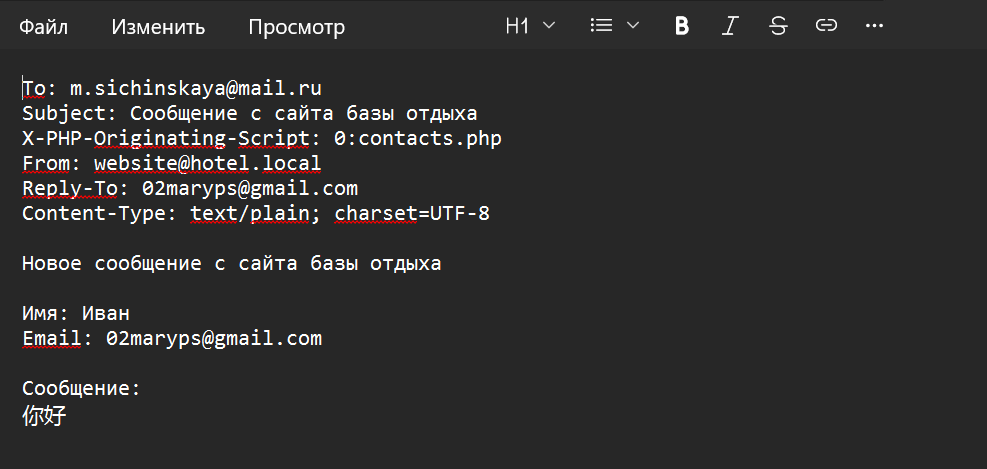 Файл Изменить Просмотр H1 B I S ...
To: m.sichinskaya@mail.ru
Subject: Сообщение с сайта базы отдыха
X-PHP-Originating-Script: 0:contacts.php
From: website@hotel.local
Reply-To: 02maryps@gmail.com
Content-Type: text/plain; charset=UTF-8
Новое сообщение с сайта базы отдыха
Имя: Иван
Email: 02maryps@gmail.com
Сообщение:
你好